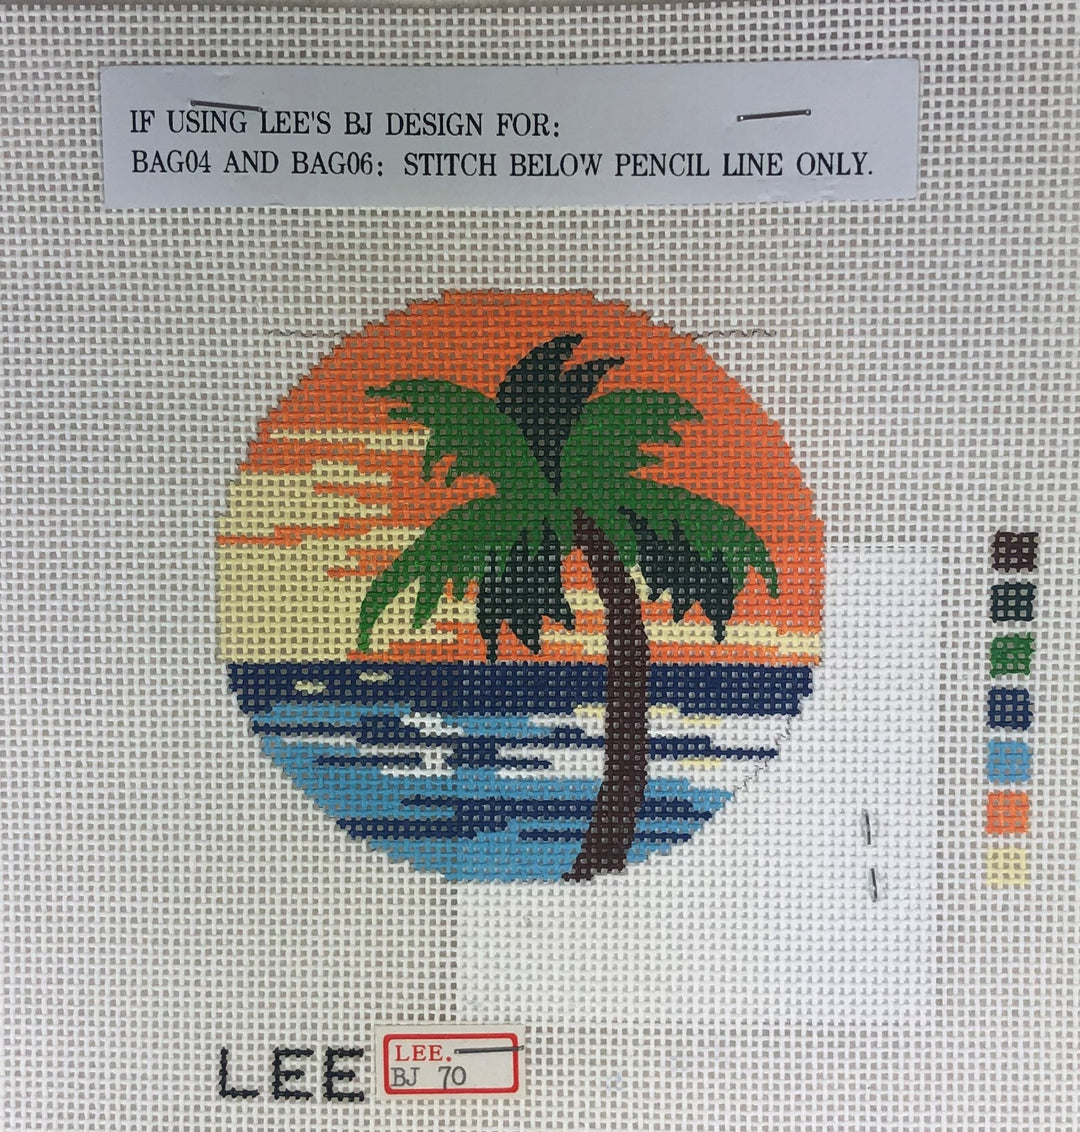 IF USING LEE'S BJ DESIGN FOR:
BAG04 AND BAG06: STITCH BELOW PENCIL LINE ONLY.
LEE
LEE.
BJ 70